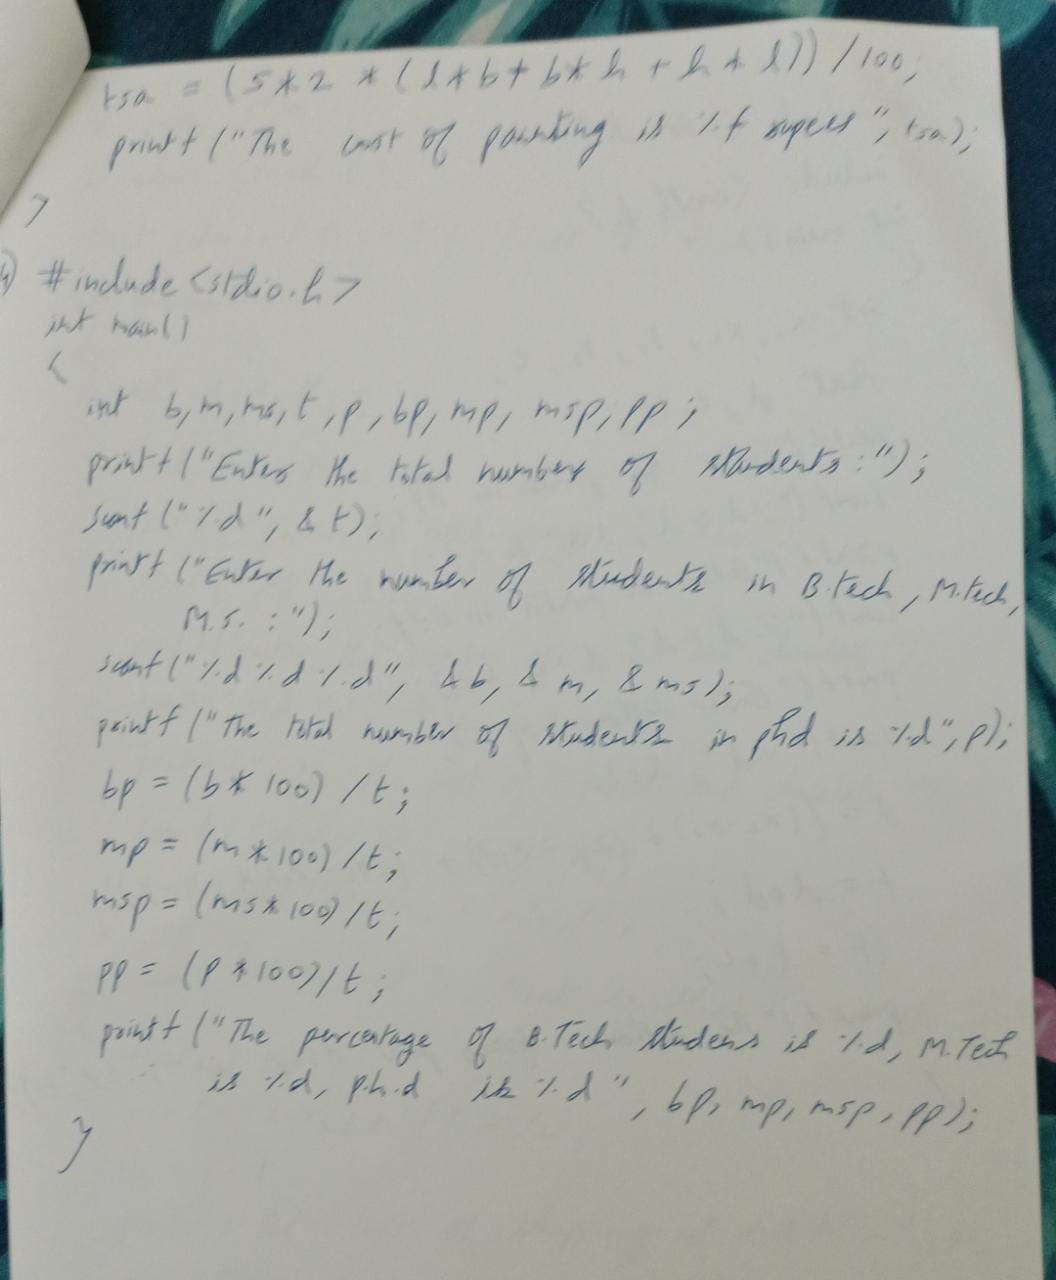 tsa = (5*2 * (l*b + b*h + h*l))/100;
printf("The cost of painting is %f rupees", tsa);
}
4) #include<stdio.h>
int main()
{
int b,m,ms,t,p,bp,mp,msp,pp;
printf("Enter the total number of students:");
scanf("%d", &t);
printf("Enter the number of students in B.tech, M.tech,
M.S. :");
scanf("%d%d%d", &b, &m, &ms);
printf("The total number of students in phd is %d",p);
bp = (b*100)/t;
mp = (m*100)/t;
msp = (ms*100)/t;
pp = (p*100)/t;
printf("The percentage of B.Tech studens is %d, M.Tech
is %d, p.h.d is %d", bp, mp, msp, pp);
}